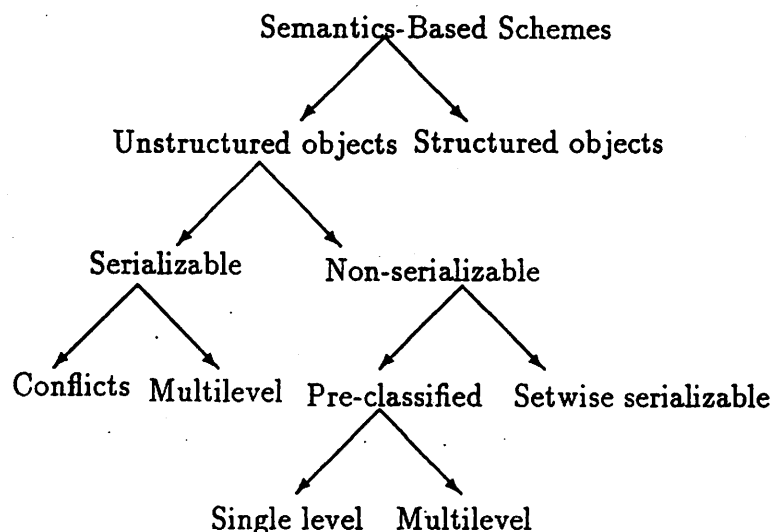 Semantics-Based Schemes
Unstructured objects Structured objects
Serializable Non-serializable
Conflicts Multilevel Pre-classified Setwise serializable
Single level Multilevel